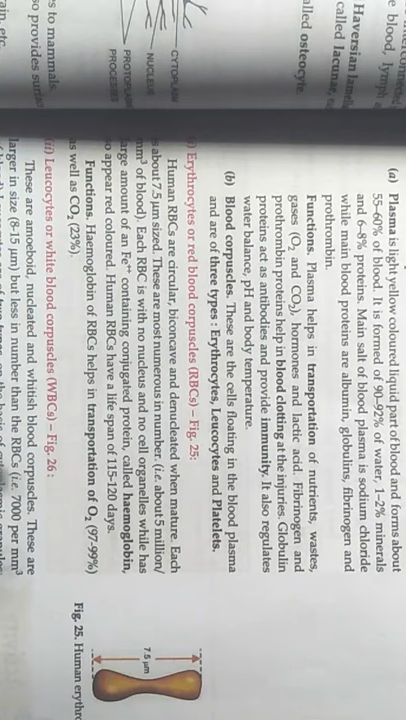 e blood, lymph a
Haversian lamella
called lacunae,
alled osteocyte.
CYTOPLASM
NUCLEUS
PROTOPLASMIC
PROCESSES
es to mammals.
so provides surface
ain, etc.
(a) Plasma is light yellow coloured liquid part of blood and forms about
55–60% of blood. It is formed of 90–92% of water, 1–2% minerals
and 6–8% proteins. Main salt of blood plasma is sodium chloride
while main blood proteins are albumin, globulins, fibrinogen and
prothrombin.
Functions. Plasma helps in transportation of nutrients, wastes,
gases (O₂ and CO₂), hormones and lactic acid. Fibrinogen and
prothrombin proteins help in blood clotting at the injuries. Globulin
proteins act as antibodies and provide immunity. It also regulates
water balance, pH and body temperature.
(b) Blood corpuscles. These are the cells floating in the blood plasma
and are of three types : Erythrocytes, Leucocytes and Platelets.
(i) Erythrocytes or red blood corpuscles (RBCs) – Fig. 25:
Human RBCs are circular, biconcave and denucleated when mature. Each
is about 7.5 µm sized. These are most numerous in number, (i.e. about 5 million/
mm³ of blood). Each RBC is with no nucleus and no cell organelles while has
large amount of an Fe⁺⁺ containing conjugated protein, called haemoglobin,
so appear red coloured. Human RBCs have a life span of 115–120 days.
Functions. Haemoglobin of RBCs helps in transportation of O₂ (97–99%)
as well as CO₂ (23%).
(ii) Leucocytes or white blood corpuscles (WBCs) – Fig. 26 :
These are amoeboid, nucleated and whitish blood corpuscles. These are
larger in size (8–15 µm) but less in number than the RBCs (i.e. 7000 per mm³
7.5 µm
Fig. 25. Human erythro